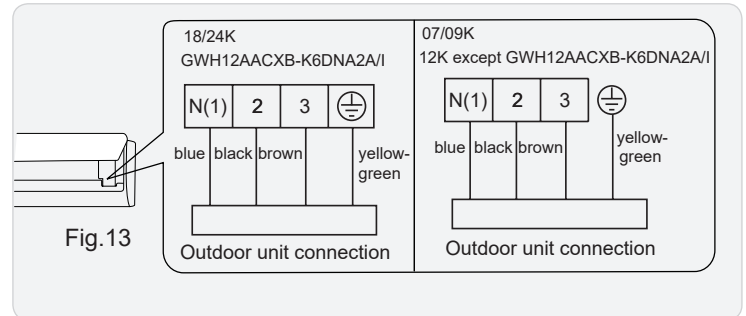 18/24K
GWH12AACXB-K6DNA2A/I
N(1) 2 3
blue black brown yellow-
green
Outdoor unit connection
07/09K
12K except GWH12AACXB-K6DNA2A/I
N(1) 2 3
blue black brown yellow-
green
Outdoor unit connection
Fig.13